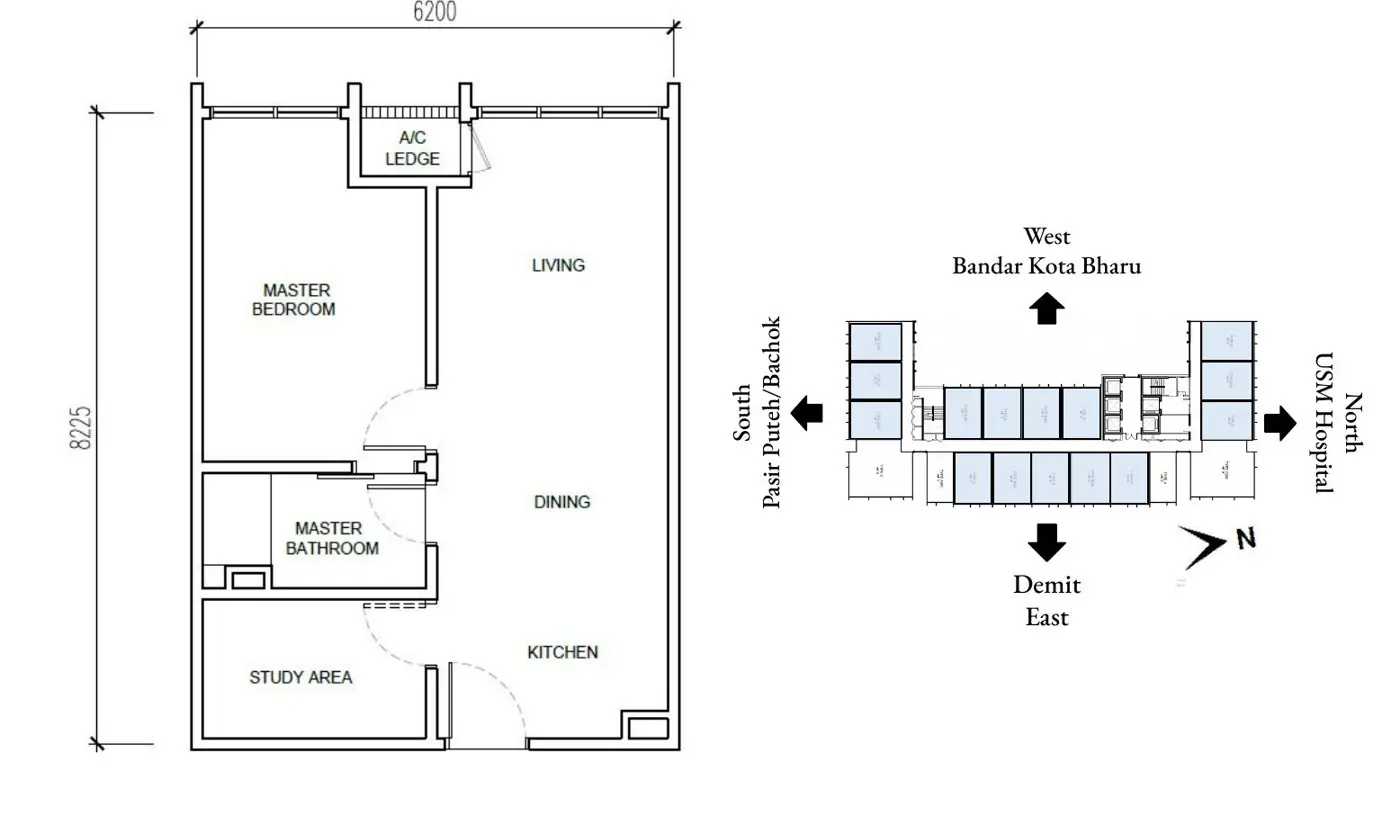 6200
8225
A/C
LEDGE
MASTER
BEDROOM
LIVING
DINING
MASTER
BATHROOM
KITCHEN
STUDY AREA
West
Bandar Kota Bharu
South
Pasir Puteh/Bachok
North
USM Hospital
N
Demit
East